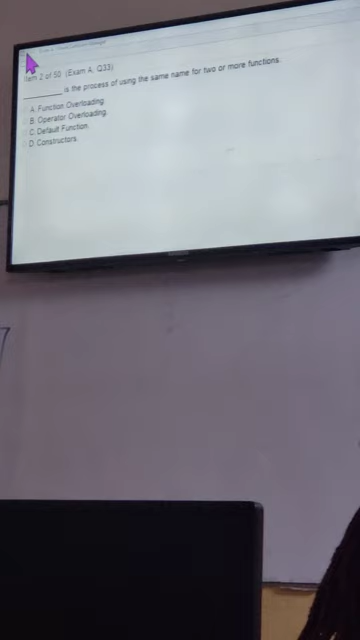 Item 2 of 50 (Exam A, Q33)
__________ is the process of using the same name for two or more functions.
A. Function Overloading.
B. Operator Overloading.
C. Default Function.
D. Constructors.